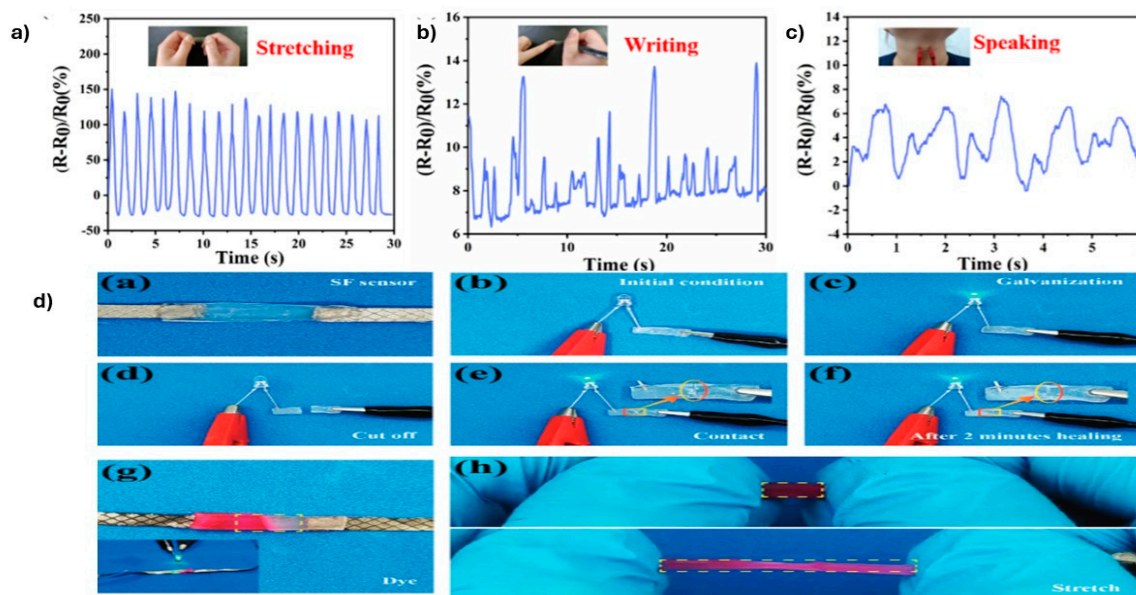 a)
(R-R0)/R0(%)
250
200
150
100
50
0
-50
Stretching
0 5 10 15 20 25 30
Time (s)
b)
(R-R0)/R0(%)
16
14
12
10
8
6
Writing
0 10 20 30
Time (s)
c)
(R-R0)/R0(%)
14
12
10
8
6
4
2
0
-2
-4
Speaking
0 1 2 3 4 5
Time (s)
d)
(a)
SF sensor
(b)
Initial condition
(c)
Galvanization
(d)
Cut off
(e)
Contact
(f)
After 2 minutes healing
(g)
Dye
(h)
Stretch